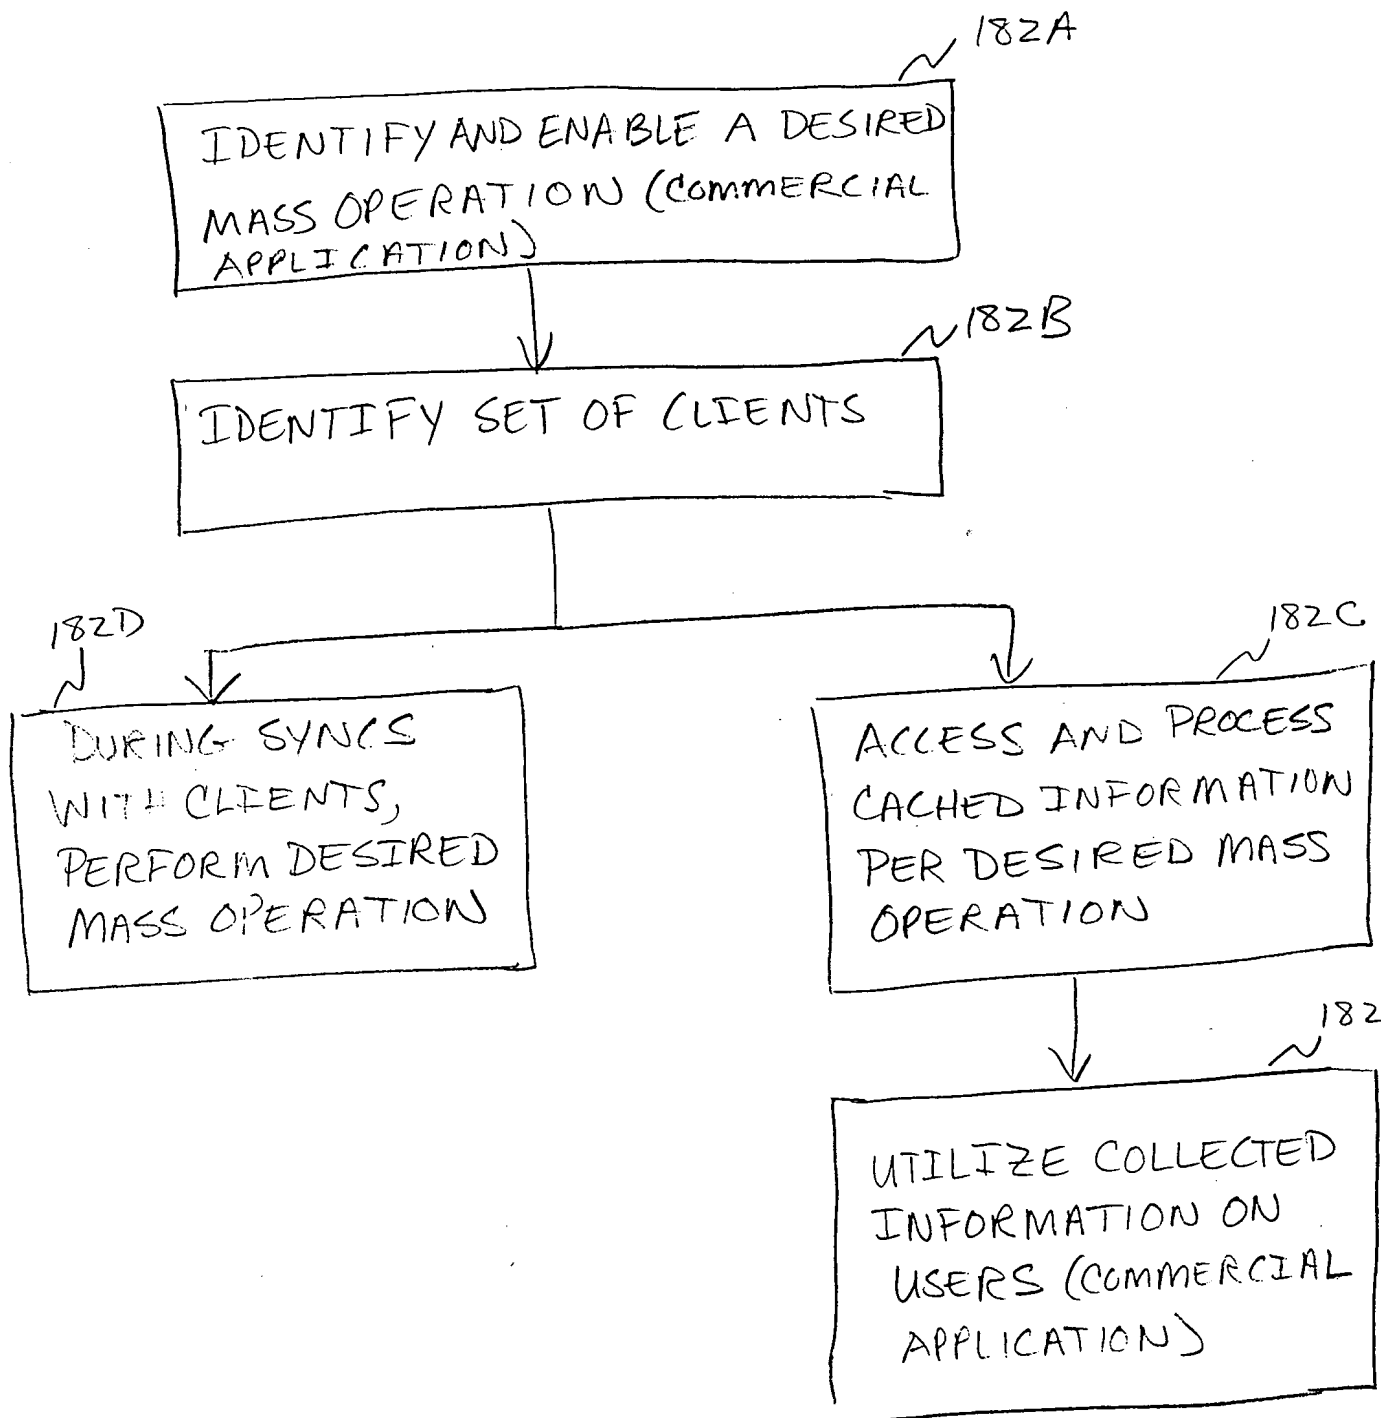 182A
IDENTIFY AND ENABLE A DESIRED
MASS OPERATION (COMMERCIAL
APPLICATION)
182B
IDENTIFY SET OF CLIENTS
182D
DURING SYNCS
WITH CLIENTS,
PERFORM DESIRED
MASS OPERATION
182C
ACCESS AND PROCESS
CACHED INFORMATION
PER DESIRED MASS
OPERATION
182
UTILIZE COLLECTED
INFORMATION ON
USERS (COMMERCIAL
APPLICATION)